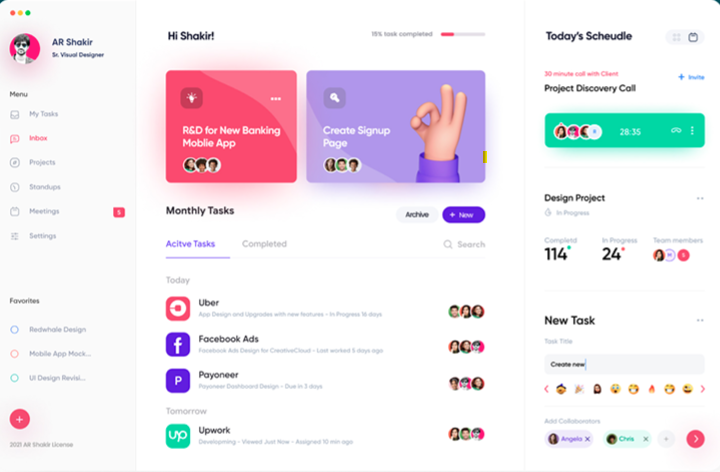 AR Shakir
Sr. Visual Designer
Menu
My Tasks
Inbox
Projects
Standups
Meetings
5
Settings
Favorites
Redwhale Design
Mobile App Mock...
UI Design Revisi...
+
2021 AR Shakir License
Hi Shakir!
15% task completed
R&D for New Banking
Moblie App
Create Signup
Page
Monthly Tasks
Archive
+ New
Acitve Tasks
Completed
Search
Today
Uber
App Design and Upgrades with new features - In Progress 16 days
Facebook Ads
Facebook Ads Design for CreativeCloud - Last worked 5 days ago
P
Payoneer
Payoneer Dashboard Design - Due in 3 days
Tomorrow
up
Upwork
Developming - Viewed Just Now - Assigned 10 min ago
Today's Scheudle
30 minute call with Client
+ Invite
Project Discovery Call
28:35
Design Project
In Progress
Completd
In Progress
Team members
114
24
S
New Task
Task Title
Create new
Add Collaborators
Angela ×
Chris ×
+